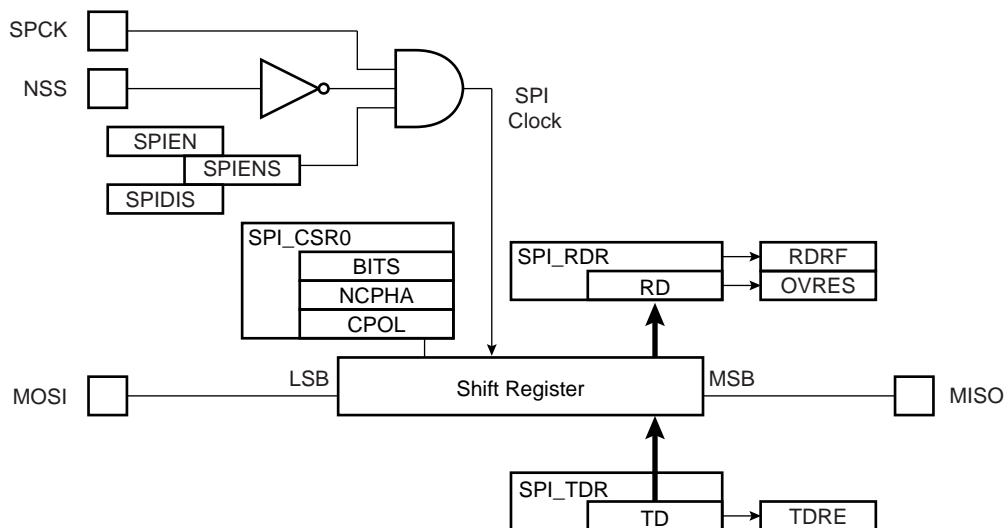 SPCK
NSS
SPI
Clock
SPIEN
SPIENS
SPIDIS
SPI_CSR0
BITS
NCPHA
CPOL
SPI_RDR
RD
RDRF
OVRES
MOSI
LSB
Shift Register
MSB
MISO
SPI_TDR
TD
TDRE